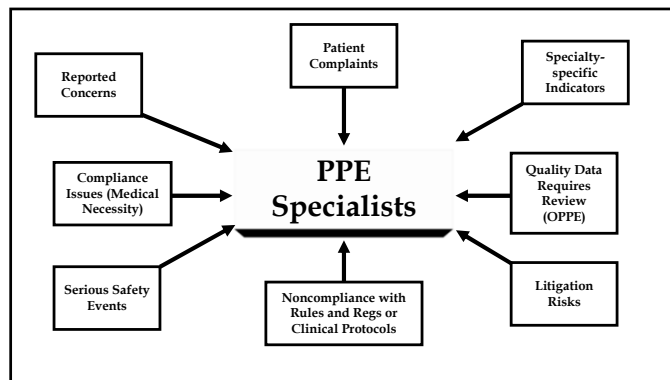 Patient
Complaints
Reported
Concerns
Specialty-
specific
Indicators
Compliance
Issues (Medical
Necessity)
PPE
Specialists
Quality Data
Requires
Review
(OPPE)
Serious Safety
Events
Noncompliance with
Rules and Regs or
Clinical Protocols
Litigation
Risks